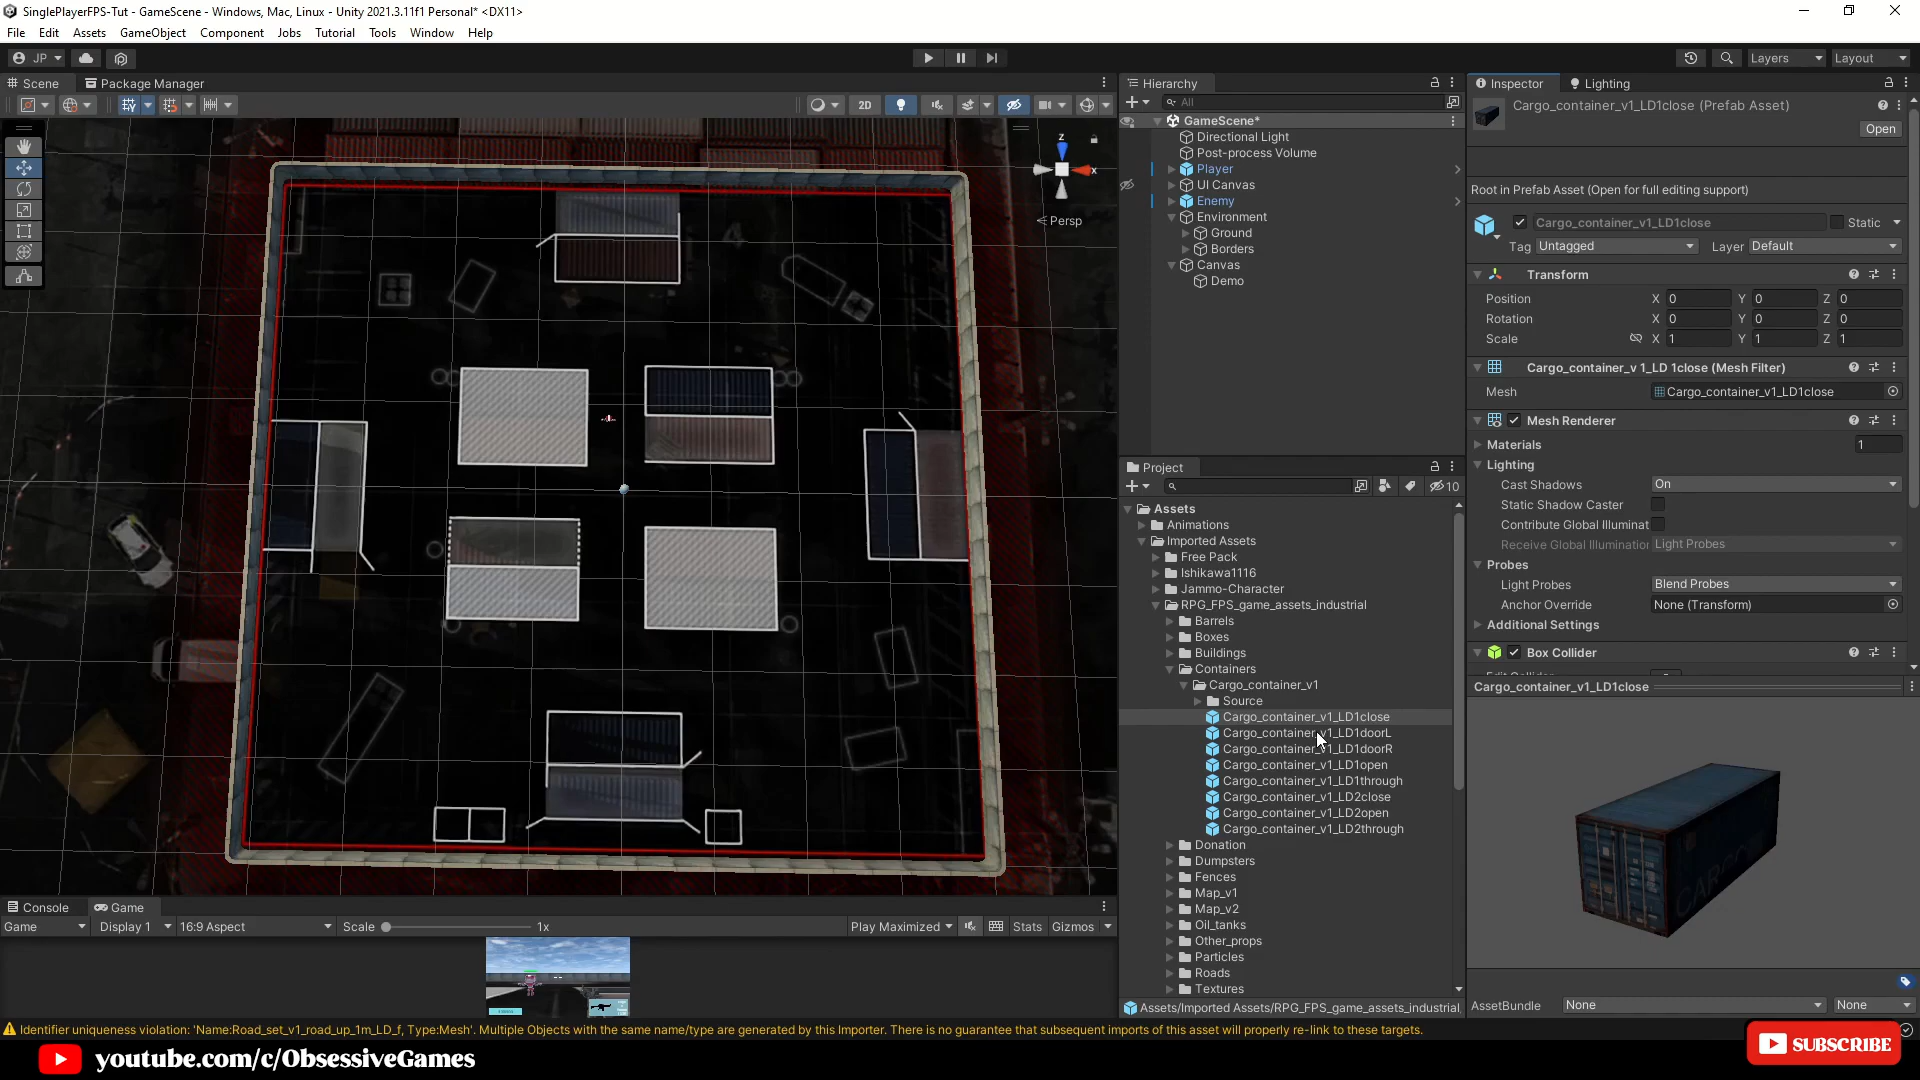 SinglePlayerFPS-Tut - GameScene - Windows, Mac, Linux - Unity 2021.3.11f1 Personal* <DX11>
File Edit Assets GameObject Component Jobs Tutorial Tools Window Help
JP Layers Layout
Scene Package Manager
2D
z
x
< Persp
Hierarchy
All
GameScene*
Directional Light
Post-process Volume
Player
UI Canvas
Enemy
Environment
Ground
Borders
Canvas
Demo
Project
10
Assets
Animations
Imported Assets
Free Pack
Ishikawa1116
Jammo-Character
RPG_FPS_game_assets_industrial
Barrels
Boxes
Buildings
Containers
Cargo_container_v1
Source
Cargo_container_v1_LD1close
Cargo_container_v1_LD1doorL
Cargo_container_v1_LD1doorR
Cargo_container_v1_LD1open
Cargo_container_v1_LD1through
Cargo_container_v1_LD2close
Cargo_container_v1_LD2open
Cargo_container_v1_LD2through
Donation
Dumpsters
Fences
Map_v1
Map_v2
Oil_tanks
Other_props
Particles
Roads
Textures
Assets/Imported Assets/RPG_FPS_game_assets_industrial
Inspector Lighting
Cargo_container_v1_LD1close (Prefab Asset)
Open
Root in Prefab Asset (Open for full editing support)
Cargo_container_v1_LD1close Static
Tag Untagged Layer Default
Transform
Position X 0 Y 0 Z 0
Rotation X 0 Y 0 Z 0
Scale X 1 Y 1 Z 1
Cargo_container_v 1_LD 1close (Mesh Filter)
Mesh Cargo_container_v1_LD1close
Mesh Renderer
Materials 1
Lighting
Cast Shadows On
Static Shadow Caster
Contribute Global Illuminat
Receive Global Illumination Light Probes
Probes
Light Probes Blend Probes
Anchor Override None (Transform)
Additional Settings
Box Collider
Cargo_container_v1_LD1close
AssetBundle None None
Console Game
Game Display 1 16:9 Aspect Scale 1x Play Maximized Stats Gizmos
Identifier uniqueness violation: 'Name:Road_set_v1_road_up_1m_LD_f, Type:Mesh'. Multiple Objects with the same name/type are generated by this Importer. There is no guarantee that subsequent imports of this asset will properly re-link to these targets.
youtube.com/c/ObsessiveGames
SUBSCRIBE